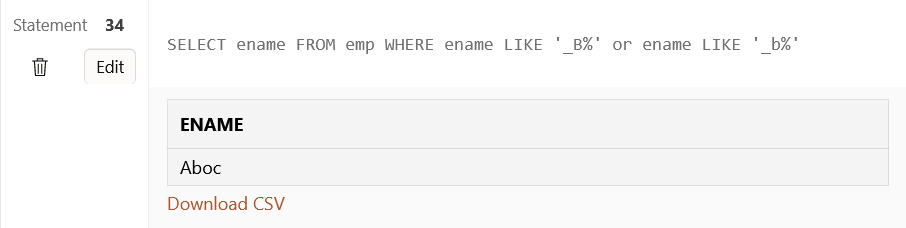 Statement 34
Edit
SELECT ename FROM emp WHERE ename LIKE '_B%' or ename LIKE '_b%'
ENAME
Aboc
Download CSV